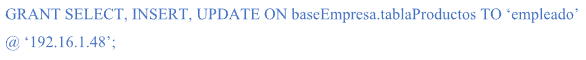 GRANT SELECT, INSERT, UPDATE ON baseEmpresa.tablaProductos TO ‘empleado’
@ ‘192.16.1.48’;